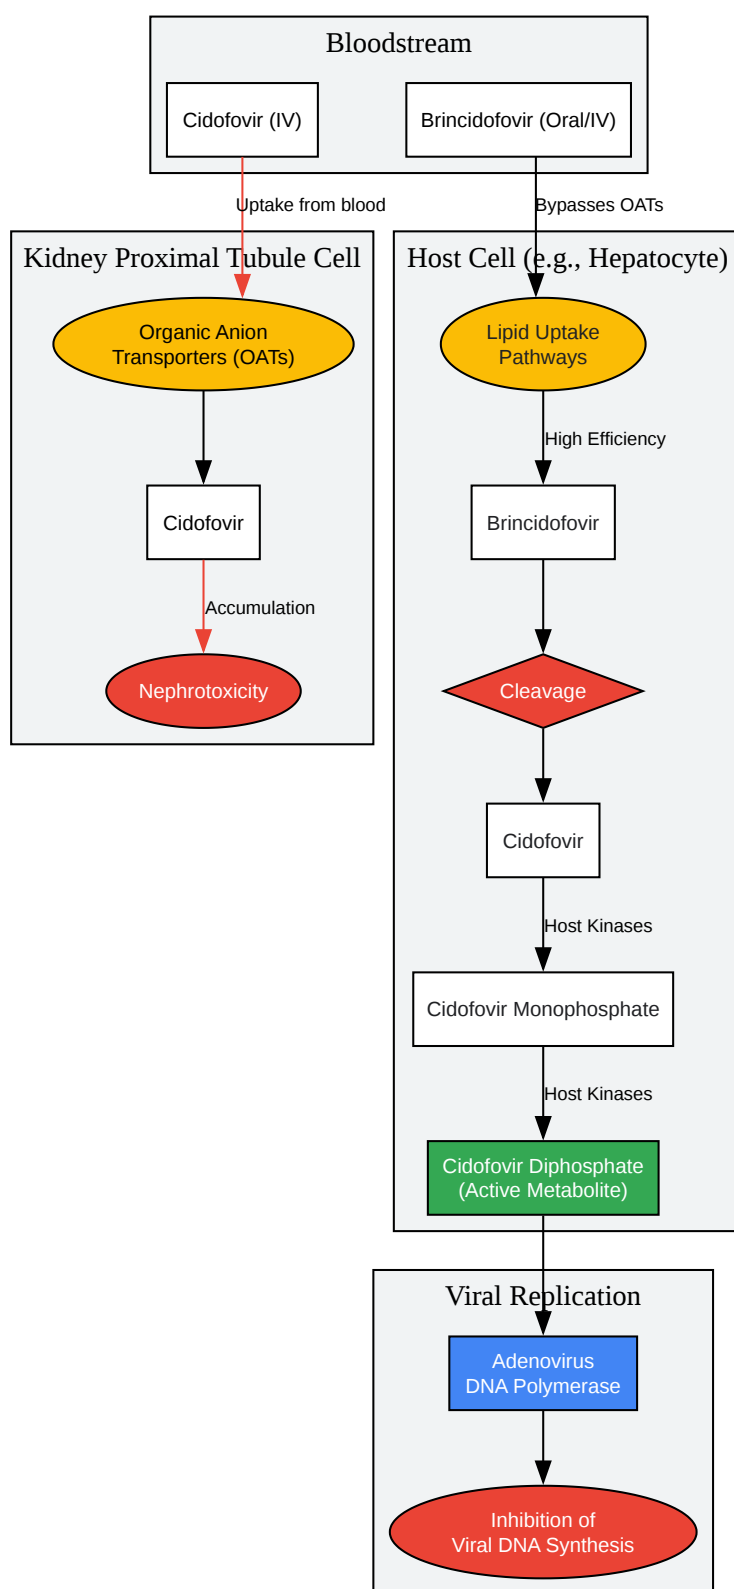 Bloodstream
Cidofovir (IV)
Brincidofovir (Oral/IV)
Uptake from blood
Bypasses OATs
Kidney Proximal Tubule Cell
Organic Anion
Transporters (OATs)
Cidofovir
Accumulation
Nephrotoxicity
Host Cell (e.g., Hepatocyte)
Lipid Uptake
Pathways
High Efficiency
Brincidofovir
Cleavage
Cidofovir
Host Kinases
Cidofovir Monophosphate
Host Kinases
Cidofovir Diphosphate
(Active Metabolite)
Viral Replication
Adenovirus
DNA Polymerase
Inhibition of
Viral DNA Synthesis